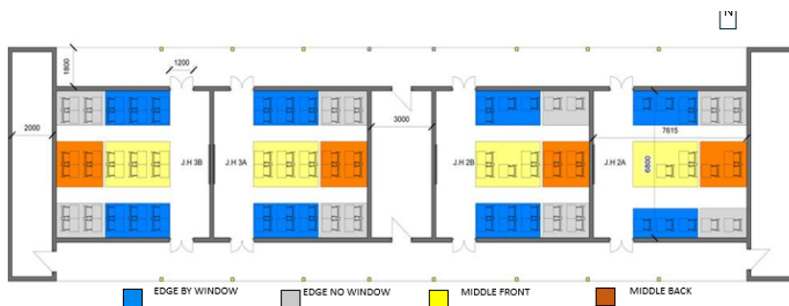 N
1800
1200
2000
3000
7615
6800
J.H 3B
J.H 3A
J.H 2B
J.H 2A
EDGE BY WINDOW
EDGE NO WINDOW
MIDDLE FRONT
MIDDLE BACK